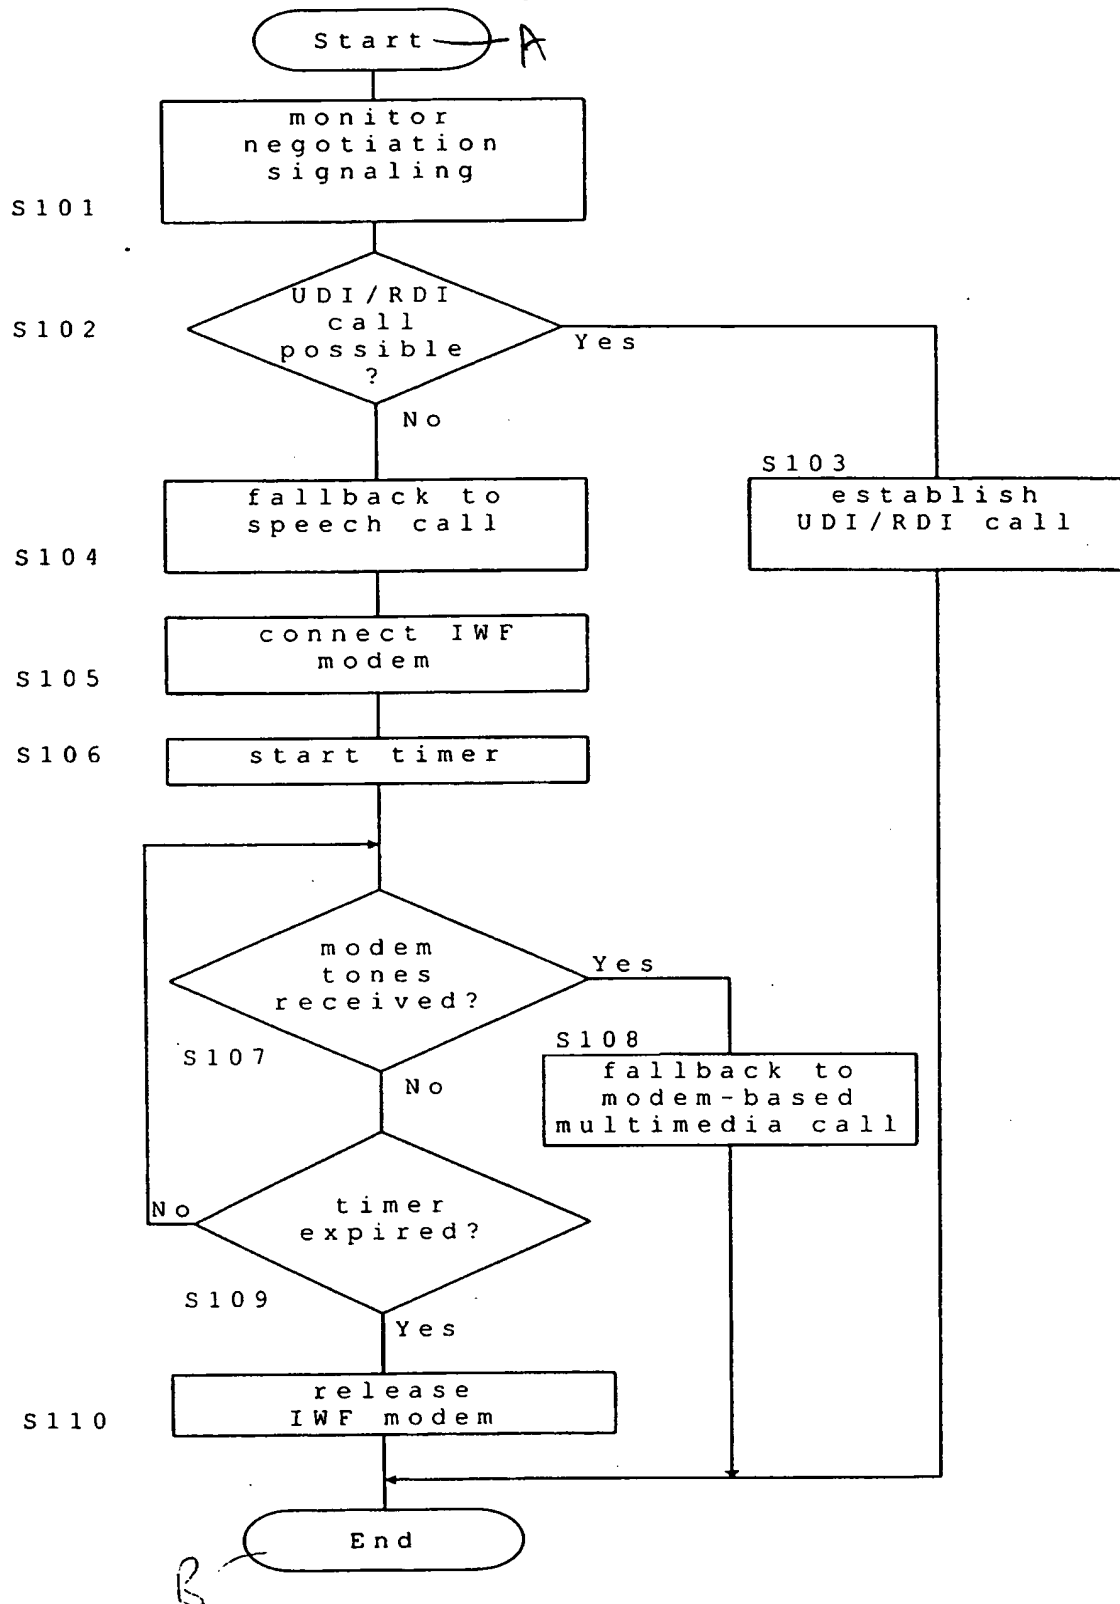 Start
A
monitor
negotiation
signaling
S101
UDI/RDI
call
possible
?
S102
Yes
No
S103
establish
UDI/RDI call
fallback to
speech call
S104
connect IWF
modem
S105
S106
start timer
modem
tones
received?
Yes
S107
No
S108
fallback to
modem-based
multimedia call
timer
expired?
No
S109
Yes
release
IWF modem
S110
End
B